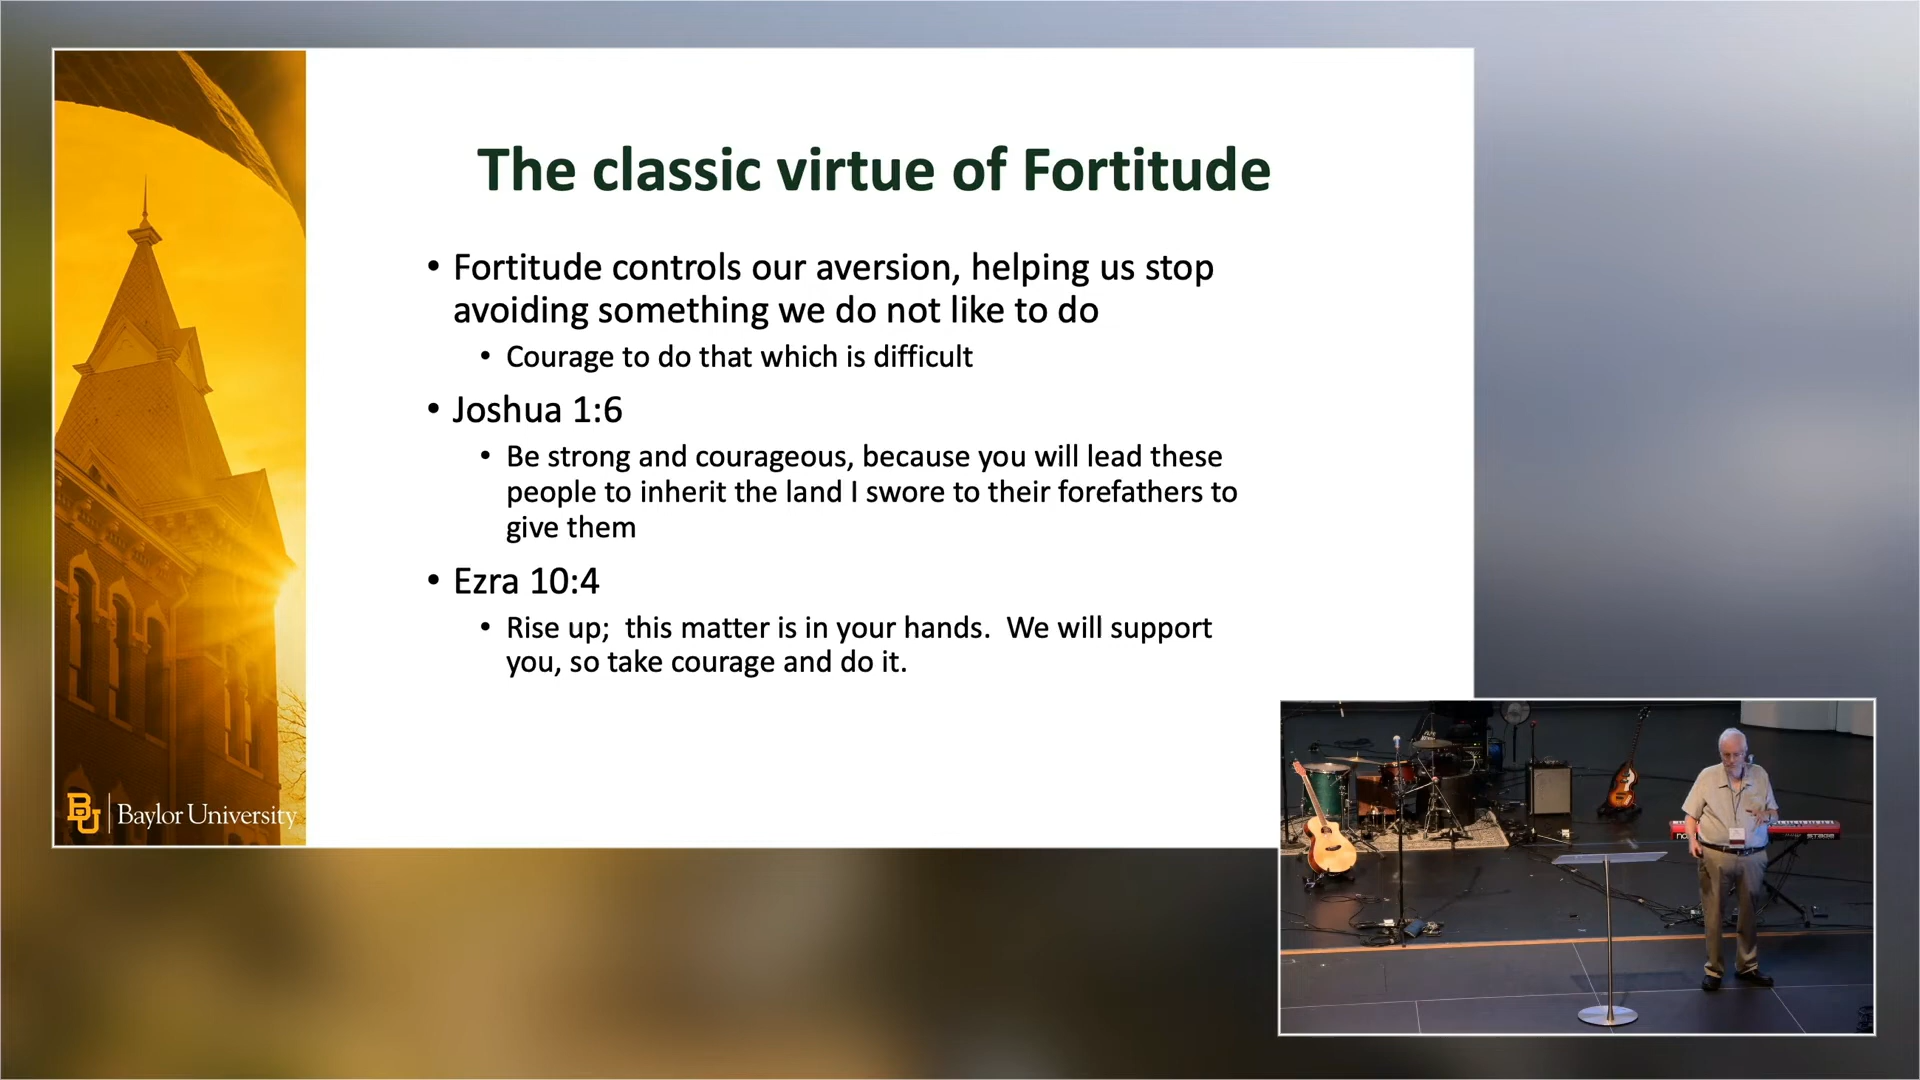 The classic virtue of Fortitude
• Fortitude controls our aversion, helping us stop
avoiding something we do not like to do
• Courage to do that which is difficult
• Joshua 1:6
• Be strong and courageous, because you will lead these
people to inherit the land I swore to their forefathers to
give them
• Ezra 10:4
• Rise up;  this matter is in your hands.  We will support
you, so take courage and do it.
BU | Baylor University
STAGE